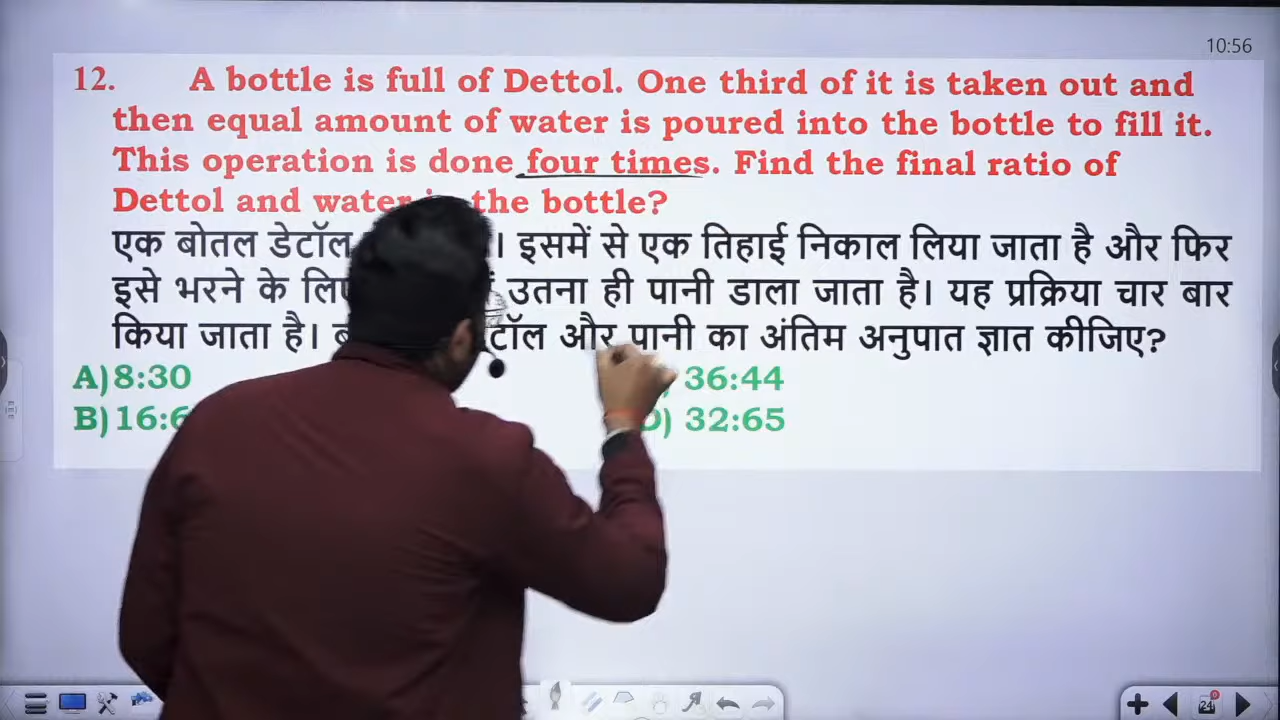 10:56
12. A bottle is full of Dettol. One third of it is taken out and
then equal amount of water is poured into the bottle to fill it.
This operation is done four times. Find the final ratio of
Dettol and water the bottle?
एक बोतल डेटॉल । इसमें से एक तिहाई निकाल लिया जाता है और फिर
इसे भरने के उतना ही पानी डाला जाता है। यह प्रक्रिया चार बार
किया जाता है। और पानी का अंतिम अनुपात ज्ञात कीजिए?
A) 8:30 36:44
B) D) 32:65
24